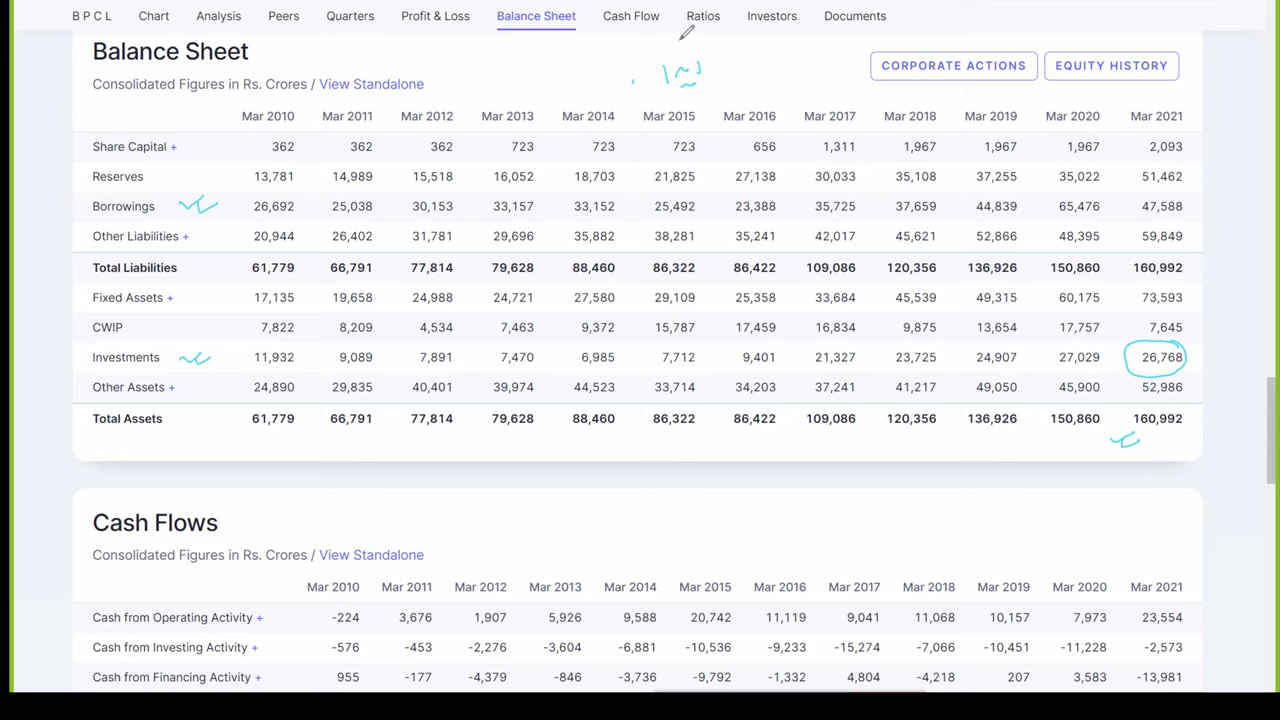 B P C L Chart Analysis Peers Quarters Profit & Loss Balance Sheet Cash Flow Ratios Investors Documents
Balance Sheet
CORPORATE ACTIONS EQUITY HISTORY
Consolidated Figures in Rs. Crores / View Standalone
Mar 2010 Mar 2011 Mar 2012 Mar 2013 Mar 2014 Mar 2015 Mar 2016 Mar 2017 Mar 2018 Mar 2019 Mar 2020 Mar 2021
Share Capital + 362 362 362 723 723 723 656 1,311 1,967 1,967 1,967 2,093
Reserves 13,781 14,989 15,518 16,052 18,703 21,825 27,138 30,033 35,108 37,255 35,022 51,462
Borrowings 26,692 25,038 30,153 33,157 33,152 25,492 23,388 35,725 37,659 44,839 65,476 47,588
Other Liabilities + 20,944 26,402 31,781 29,696 35,882 38,281 35,241 42,017 45,621 52,866 48,395 59,849
Total Liabilities 61,779 66,791 77,814 79,628 88,460 86,322 86,422 109,086 120,356 136,926 150,860 160,992
Fixed Assets + 17,135 19,658 24,988 24,721 27,580 29,109 25,358 33,684 45,539 49,315 60,175 73,593
CWIP 7,822 8,209 4,534 7,463 9,372 15,787 17,459 16,834 9,875 13,654 17,757 7,645
Investments 11,932 9,089 7,891 7,470 6,985 7,712 9,401 21,327 23,725 24,907 27,029 26,768
Other Assets + 24,890 29,835 40,401 39,974 44,523 33,714 34,203 37,241 41,217 49,050 45,900 52,986
Total Assets 61,779 66,791 77,814 79,628 88,460 86,322 86,422 109,086 120,356 136,926 150,860 160,992
Cash Flows
Consolidated Figures in Rs. Crores / View Standalone
Mar 2010 Mar 2011 Mar 2012 Mar 2013 Mar 2014 Mar 2015 Mar 2016 Mar 2017 Mar 2018 Mar 2019 Mar 2020 Mar 2021
Cash from Operating Activity + -224 3,676 1,907 5,926 9,588 20,742 11,119 9,041 11,068 10,157 7,973 23,554
Cash from Investing Activity + -576 -453 -2,276 -3,604 -6,881 -10,536 -9,233 -15,274 -7,066 -10,451 -11,228 -2,573
Cash from Financing Activity + 955 -177 -4,379 -846 -3,736 -9,792 -1,332 4,804 -4,218 207 3,583 -13,981